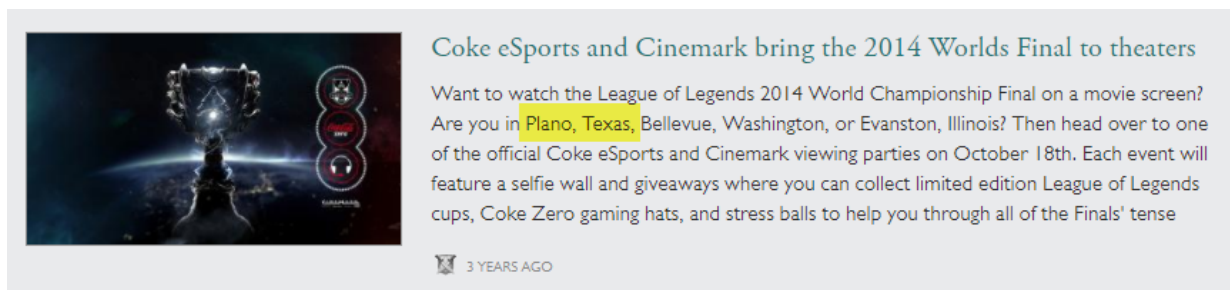 Coke eSports and Cinemark bring the 2014 Worlds Final to theaters
Want to watch the League of Legends 2014 World Championship Final on a movie screen?
Are you in Plano, Texas, Bellevue, Washington, or Evanston, Illinois? Then head over to one
of the official Coke eSports and Cinemark viewing parties on October 18th. Each event will
feature a selfie wall and giveaways where you can collect limited edition League of Legends
cups, Coke Zero gaming hats, and stress balls to help you through all of the Finals' tense
3 YEARS AGO